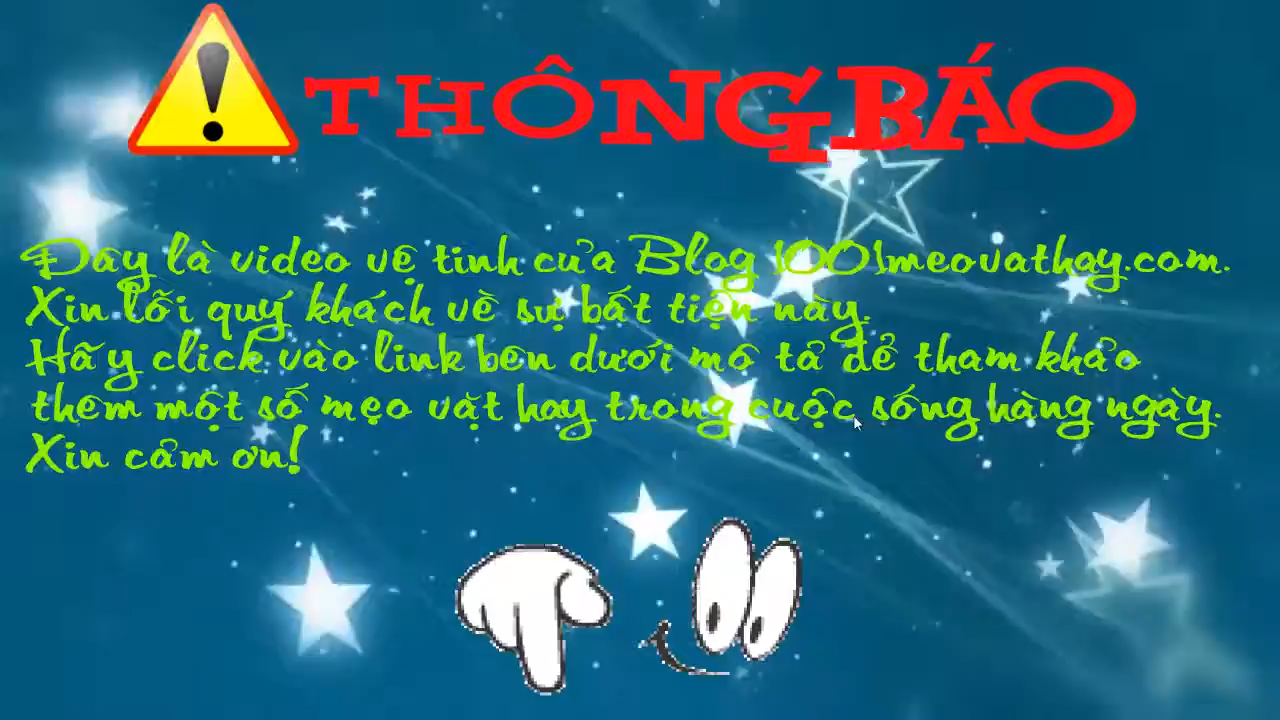 THÔNG BÁO
Đây là video vệ tinh của Blog 1001meovathay.com.
Xin lỗi quý khách về sự bất tiện này.
Hãy click vào link bên dưới mô tả để tham khảo
thêm một số mẹo vặt hay trong cuộc sống hàng ngày.
Xin cảm ơn!